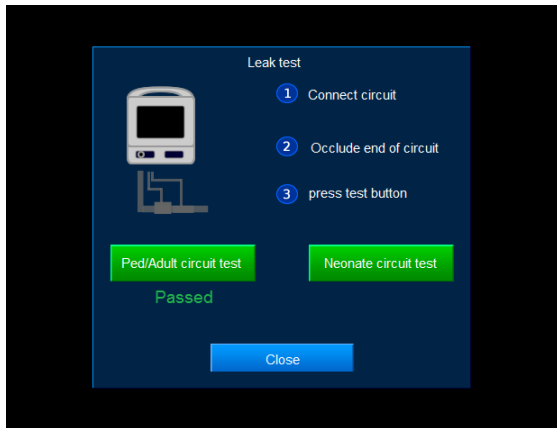 Leak test
1 Connect circuit
2 Occlude end of circuit
3 press test button
Ped/Adult circuit test
Neonate circuit test
Passed
Close